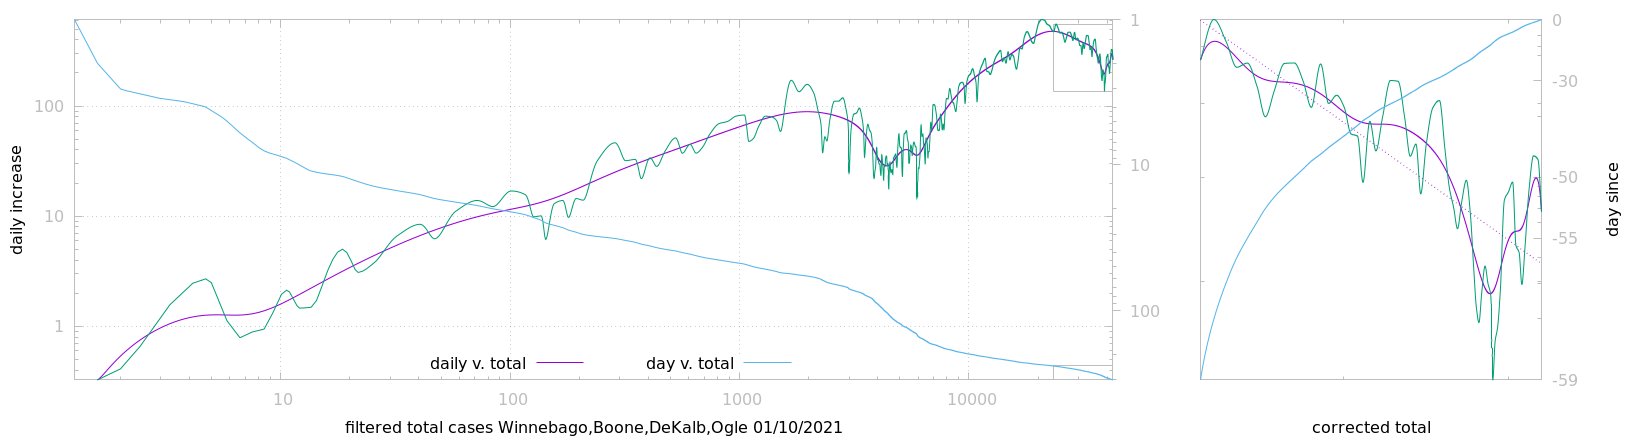 1
0
100
-30
daily increase
10
-50
day since
10
-55
100
1
daily v. total
day v. total
-59
10
100
1000
10000
filtered total cases Winnebago,Boone,DeKalb,Ogle 01/10/2021
corrected total